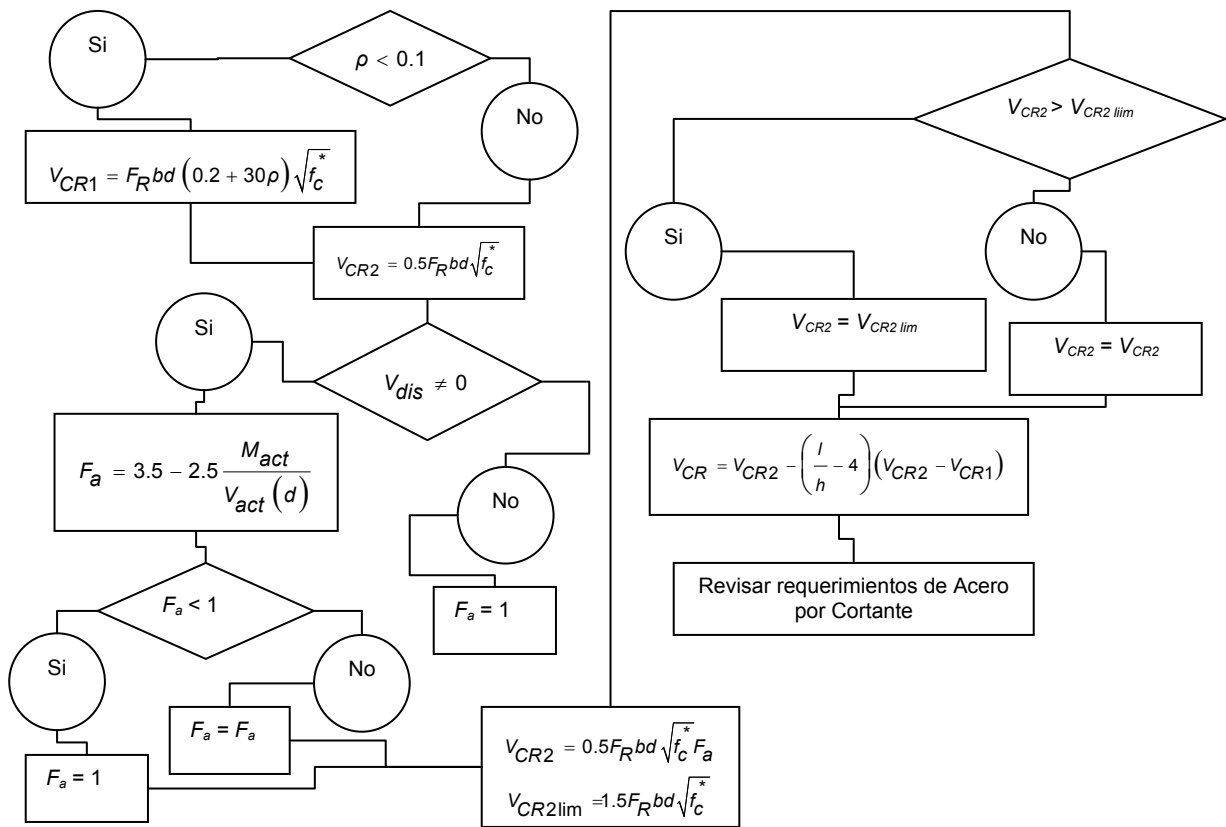 Si
ρ < 0.1
No
V_CR1 = F_R bd (0.2 + 30ρ) √f_c^*
V_CR2 = 0.5F_R bd √f_c^*
Si
V_dis ≠ 0
F_a = 3.5 − 2.5 M_act / V_act (d)
No
F_a = 1
F_a < 1
Si
No
F_a = F_a
F_a = 1
V_CR2 = 0.5F_R bd √f_c^* F_a
V_CR2lim =1.5F_R bd √f_c^*
V_CR2 > V_CR2 liim
Si
No
V_CR2 = V_CR2 lim
V_CR2 = V_CR2
V_CR = V_CR2 − (l/h − 4) (V_CR2 − V_CR1)
Revisar requerimientos de Acero
por Cortante